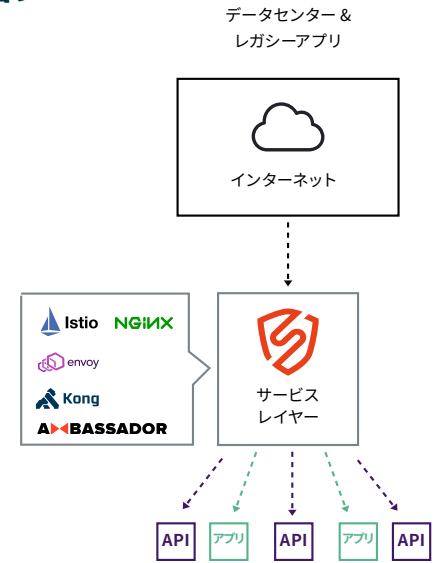 データセンター &
レガシーアプリ
インターネット
Istio NGiNX
envoy
Kong
AMBASSADOR
サービス
レイヤー
API アプリ API アプリ API